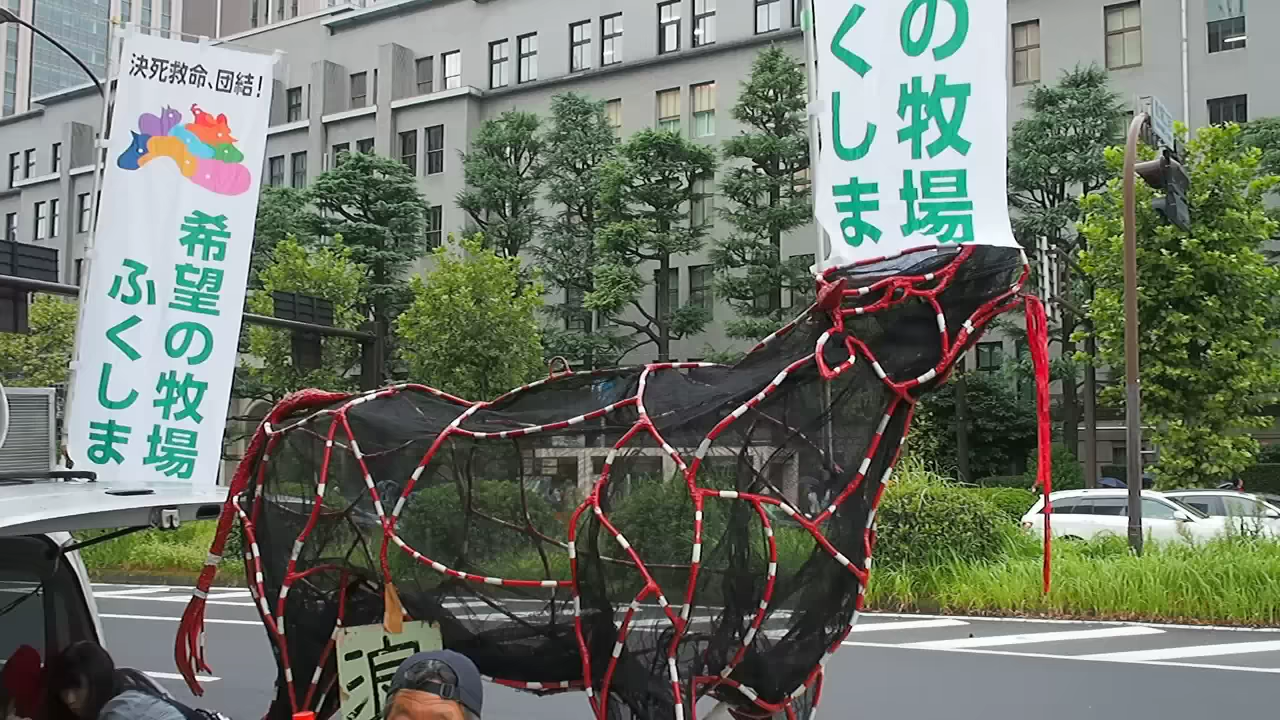 決死救命、団結！
希望の牧場
ふくしま
の牧場
くしま
浪